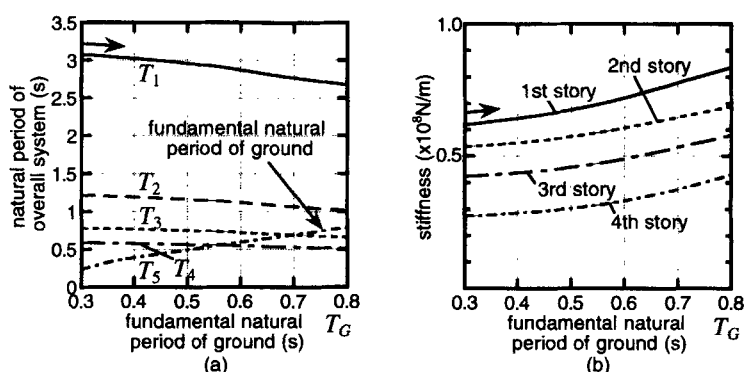 3.5
3
2.5
2
1.5
1
0.5
0
natural period of
overall system (s)
T1
fundamental natural
period of ground
T2
T3
T4
T5
0.3 0.4 0.5 0.6 0.7 0.8
fundamental natural TG
period of ground (s)
(a)
1.0
0.5
0
stiffness (x10⁸N/m)
2nd story
1st story
3rd story
4th story
0.3 0.4 0.5 0.6 0.7 0.8
fundamental natural TG
period of ground (s)
(b)